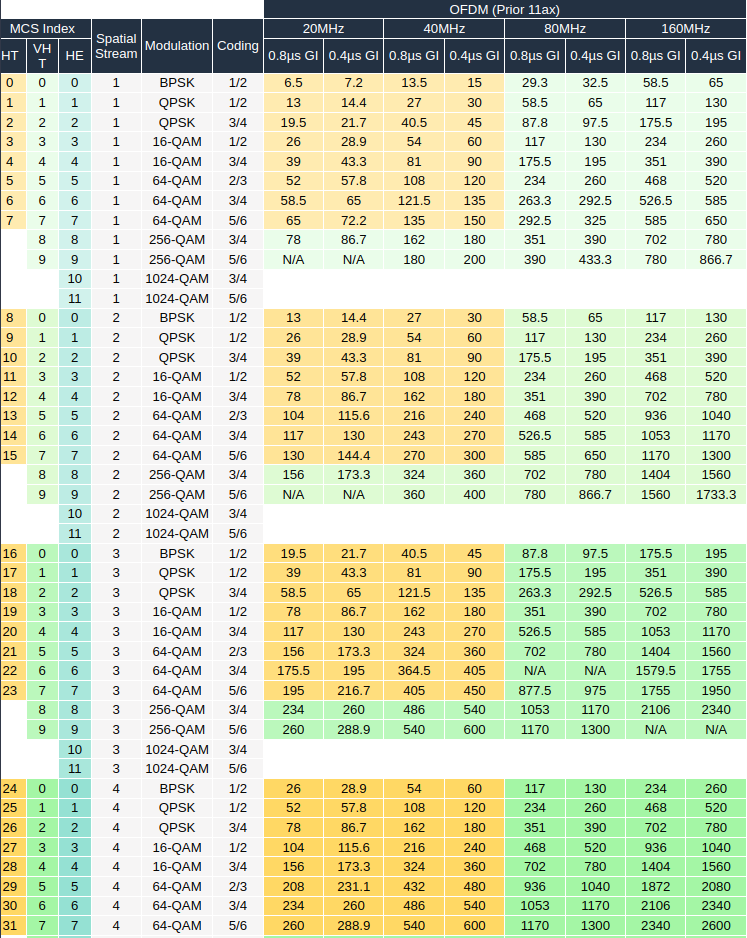 OFDM (Prior 11ax)
MCS Index Spatial Stream Modulation Coding 20MHz 40MHz 80MHz 160MHz
HT VHT HE 0.8µs GI 0.4µs GI 0.8µs GI 0.4µs GI 0.8µs GI 0.4µs GI 0.8µs GI 0.4µs GI
0 0 0 1 BPSK 1/2 6.5 7.2 13.5 15 29.3 32.5 58.5 65
1 1 1 1 QPSK 1/2 13 14.4 27 30 58.5 65 117 130
2 2 2 1 QPSK 3/4 19.5 21.7 40.5 45 87.8 97.5 175.5 195
3 3 3 1 16-QAM 1/2 26 28.9 54 60 117 130 234 260
4 4 4 1 16-QAM 3/4 39 43.3 81 90 175.5 195 351 390
5 5 5 1 64-QAM 2/3 52 57.8 108 120 234 260 468 520
6 6 6 1 64-QAM 3/4 58.5 65 121.5 135 263.3 292.5 526.5 585
7 7 7 1 64-QAM 5/6 65 72.2 135 150 292.5 325 585 650
8 8 1 256-QAM 3/4 78 86.7 162 180 351 390 702 780
9 9 1 256-QAM 5/6 N/A N/A 180 200 390 433.3 780 866.7
10 1 1024-QAM 3/4
11 1 1024-QAM 5/6
8 0 0 2 BPSK 1/2 13 14.4 27 30 58.5 65 117 130
9 1 1 2 QPSK 1/2 26 28.9 54 60 117 130 234 260
10 2 2 2 QPSK 3/4 39 43.3 81 90 175.5 195 351 390
11 3 3 2 16-QAM 1/2 52 57.8 108 120 234 260 468 520
12 4 4 2 16-QAM 3/4 78 86.7 162 180 351 390 702 780
13 5 5 2 64-QAM 2/3 104 115.6 216 240 468 520 936 1040
14 6 6 2 64-QAM 3/4 117 130 243 270 526.5 585 1053 1170
15 7 7 2 64-QAM 5/6 130 144.4 270 300 585 650 1170 1300
8 8 2 256-QAM 3/4 156 173.3 324 360 702 780 1404 1560
9 9 2 256-QAM 5/6 N/A N/A 360 400 780 866.7 1560 1733.3
10 2 1024-QAM 3/4
11 2 1024-QAM 5/6
16 0 0 3 BPSK 1/2 19.5 21.7 40.5 45 87.8 97.5 175.5 195
17 1 1 3 QPSK 1/2 39 43.3 81 90 175.5 195 351 390
18 2 2 3 QPSK 3/4 58.5 65 121.5 135 263.3 292.5 526.5 585
19 3 3 3 16-QAM 1/2 78 86.7 162 180 351 390 702 780
20 4 4 3 16-QAM 3/4 117 130 243 270 526.5 585 1053 1170
21 5 5 3 64-QAM 2/3 156 173.3 324 360 702 780 1404 1560
22 6 6 3 64-QAM 3/4 175.5 195 364.5 405 N/A N/A 1579.5 1755
23 7 7 3 64-QAM 5/6 195 216.7 405 450 877.5 975 1755 1950
8 8 3 256-QAM 3/4 234 260 486 540 1053 1170 2106 2340
9 9 3 256-QAM 5/6 260 288.9 540 600 1170 1300 N/A N/A
10 3 1024-QAM 3/4
11 3 1024-QAM 5/6
24 0 0 4 BPSK 1/2 26 28.9 54 60 117 130 234 260
25 1 1 4 QPSK 1/2 52 57.8 108 120 234 260 468 520
26 2 2 4 QPSK 3/4 78 86.7 162 180 351 390 702 780
27 3 3 4 16-QAM 1/2 104 115.6 216 240 468 520 936 1040
28 4 4 4 16-QAM 3/4 156 173.3 324 360 702 780 1404 1560
29 5 5 4 64-QAM 2/3 208 231.1 432 480 936 1040 1872 2080
30 6 6 4 64-QAM 3/4 234 260 486 540 1053 1170 2106 2340
31 7 7 4 64-QAM 5/6 260 288.9 540 600 1170 1300 2340 2600